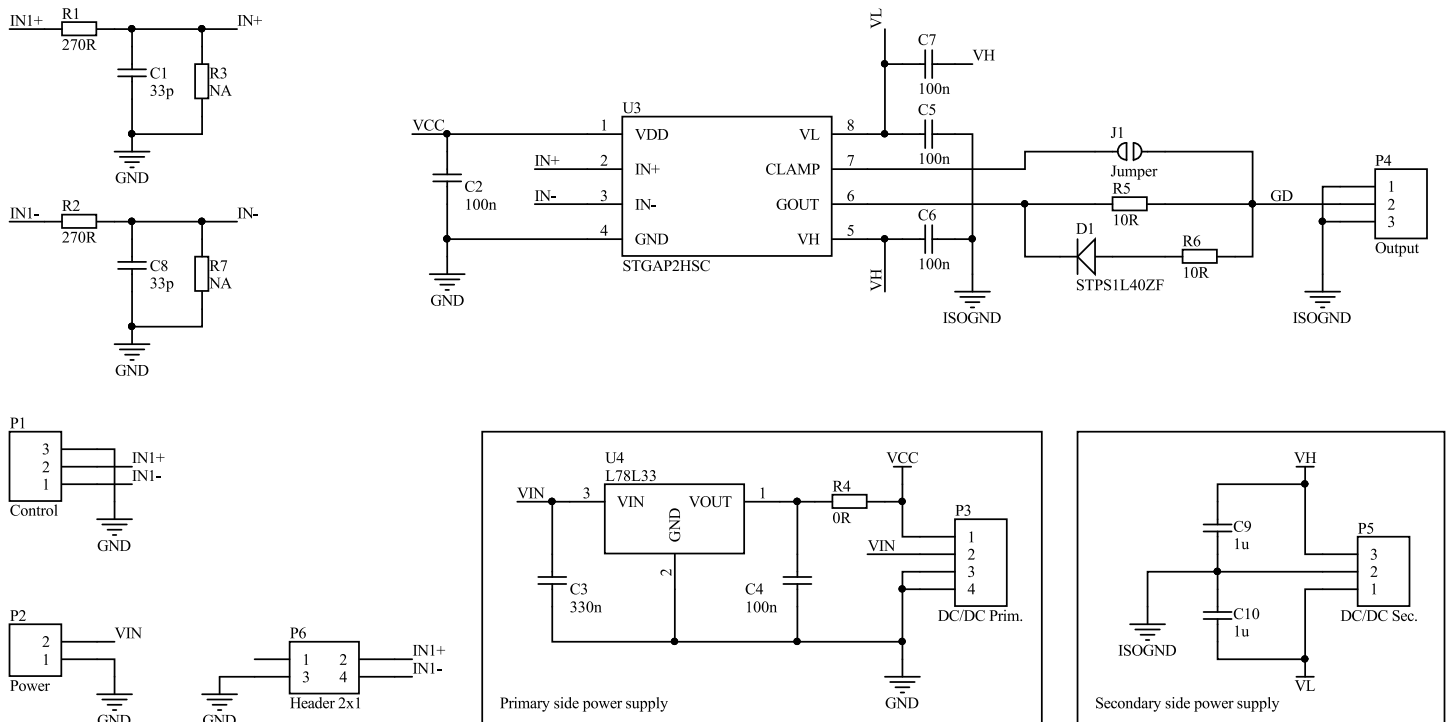 IN1+
R1
270R
IN+
C1
33p
R3
NA
GND
IN1-
R2
270R
IN-
C8
33p
R7
NA
GND
VCC
C2
100n
GND
IN+
IN-
U3
1 VDD
2 IN+
3 IN-
4 GND
VL 8
CLAMP 7
GOUT 6
VH 5
STGAP2HSC
VL
C7
100n
VH
C5
100n
C6
100n
VH
ISOGND
J1
Jumper
R5
10R
D1
STPS1L40ZF
R6
10R
GD
P4
1
2
3
Output
ISOGND
P1
3
2
1
Control
IN1+
IN1-
GND
P2
2
1
Power
VIN
GND
P6
1 2
3 4
Header 2x1
IN1+
IN1-
GND
U4
L78L33
VIN
3 VIN
VOUT 1
GND
2
C3
330n
C4
100n
R4
0R
VCC
VIN
P3
1
2
3
4
DC/DC Prim.
GND
Primary side power supply
VH
C9
1u
C10
1u
ISOGND
VL
P5
3
2
1
DC/DC Sec.
Secondary side power supply